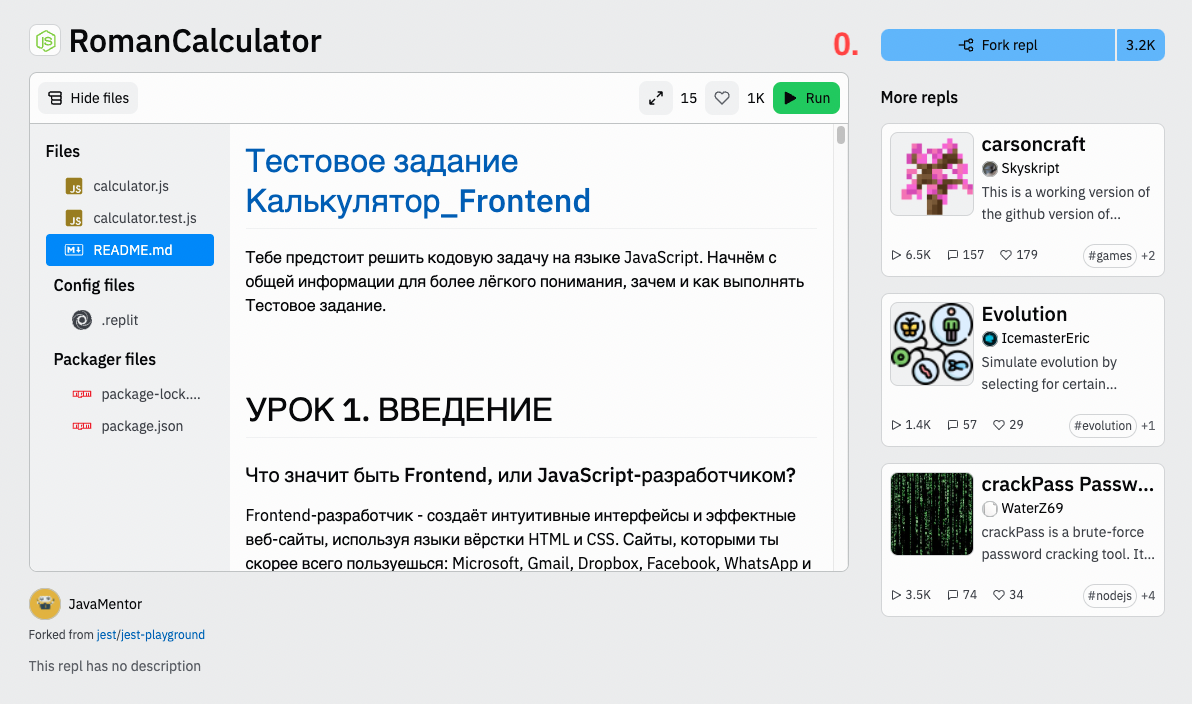 RomanCalculator
0.
Fork repl
3.2K
Hide files
15
1K
Run
Files
JS calculator.js
JS calculator.test.js
README.md
Config files
.replit
Packager files
npm package-lock....
npm package.json
Тестовое задание
Калькулятор_Frontend
Тебе предстоит решить кодовую задачу на языке JavaScript. Начнём с
общей информации для более лёгкого понимания, зачем и как выполнять
Тестовое задание.
УРОК 1. ВВЕДЕНИЕ
Что значит быть Frontend, или JavaScript-разработчиком?
Frontend-разработчик - создаёт интуитивные интерфейсы и эффектные
веб-сайты, используя языки вёрстки HTML и CSS. Сайты, которыми ты
скорее всего пользуешься: Microsoft, Gmail, Dropbox, Facebook, WhatsApp и
JavaMentor
Forked from jest/jest-playground
This repl has no description
More repls
carsoncraft
Skyskript
This is a working version of
the github version of...
6.5K
157
179
#games
+2
Evolution
IcemasterEric
Simulate evolution by
selecting for certain...
1.4K
57
29
#evolution
+1
crackPass Passw...
WaterZ69
crackPass is a brute-force
password cracking tool. It...
3.5K
74
34
#nodejs
+4